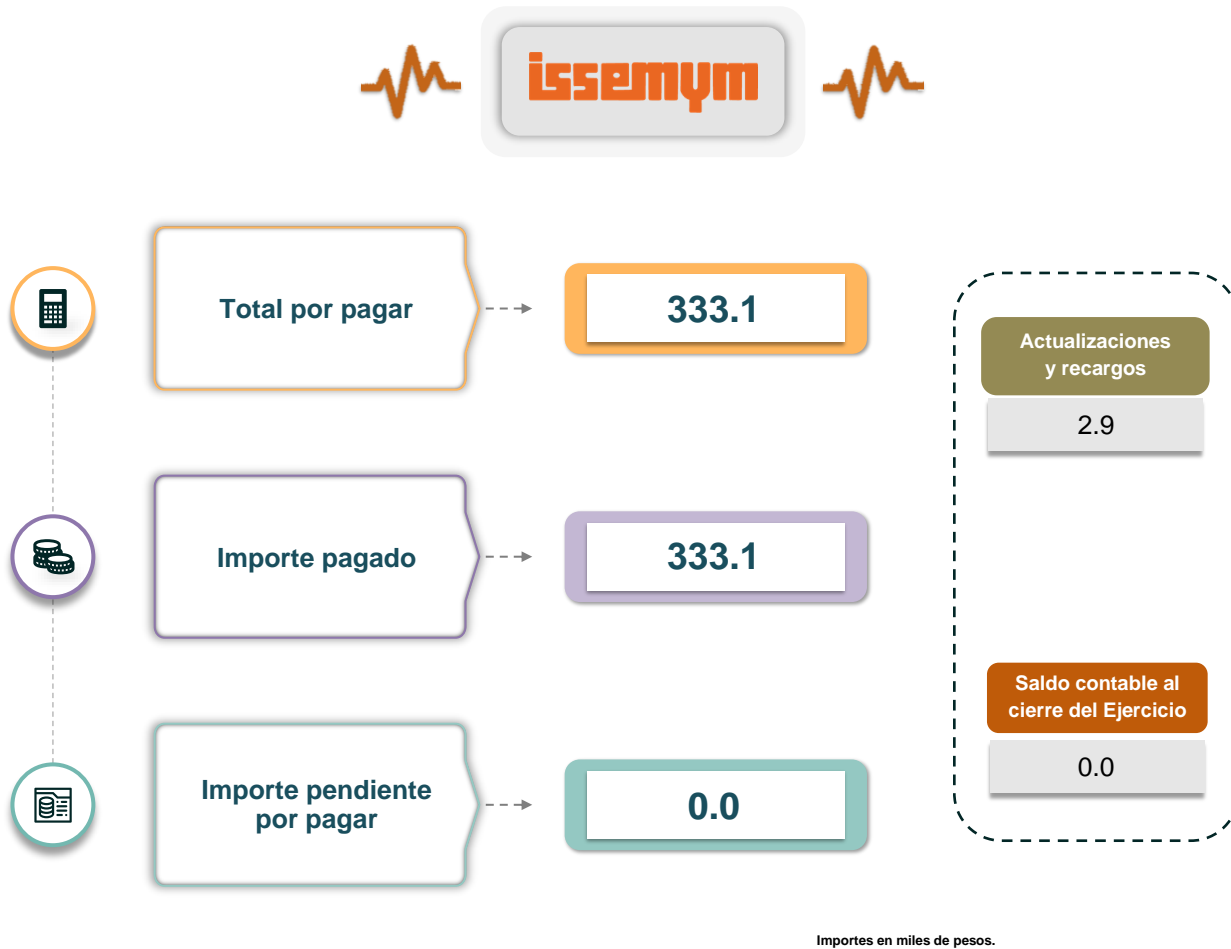 issemym
Total por pagar
333.1
Importe pagado
333.1
Importe pendiente
por pagar
0.0
Actualizaciones
y recargos
2.9
Saldo contable al
cierre del Ejercicio
0.0
Importes en miles de pesos.